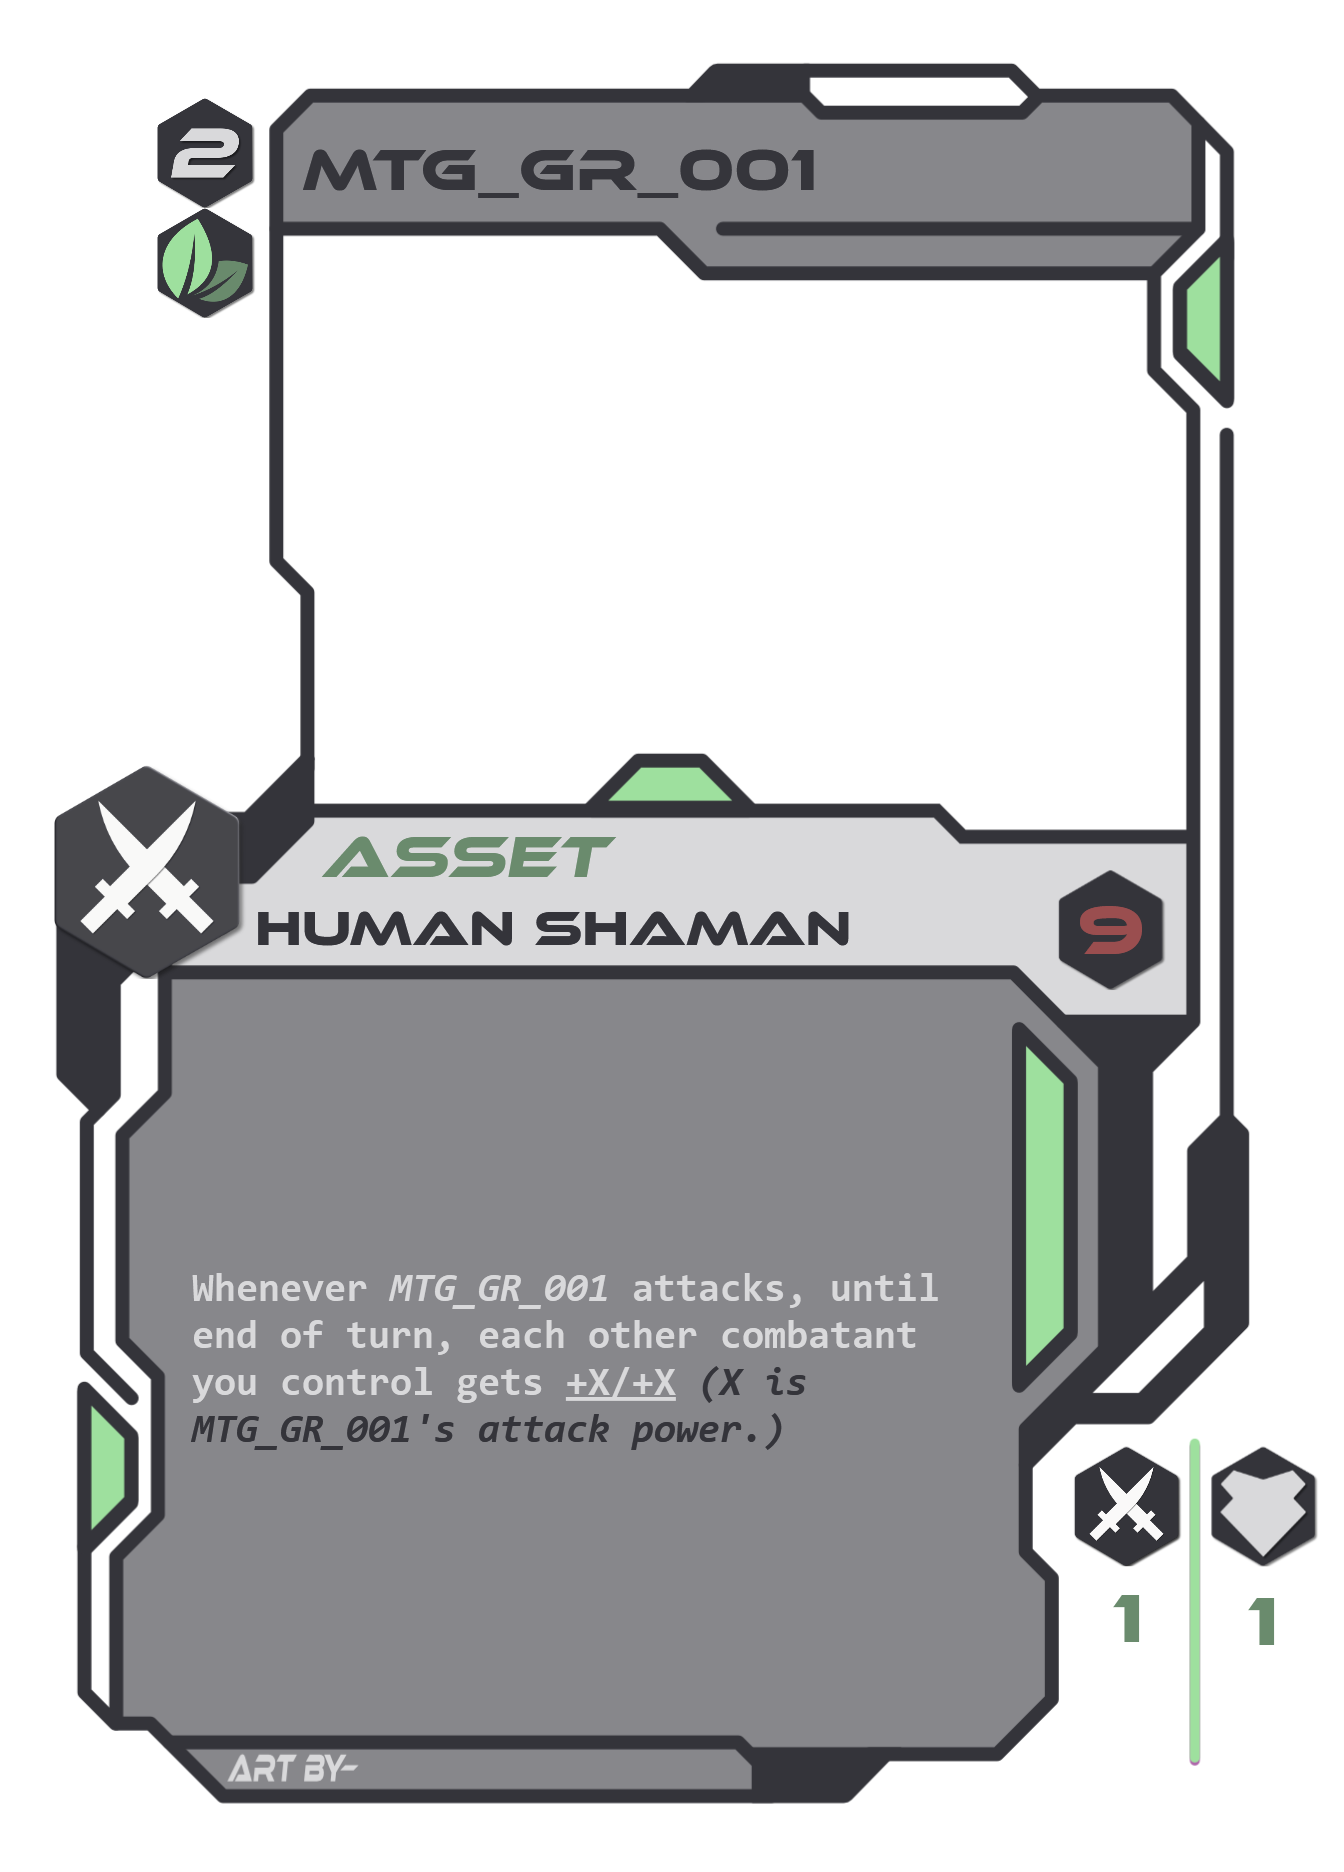 2
MTG_GR_001
ASSET
HUMAN SHAMAN
9
Whenever MTG_GR_001 attacks, until
end of turn, each other combatant
you control gets +X/+X (X is
MTG_GR_001's attack power.)
1
1
ART BY-